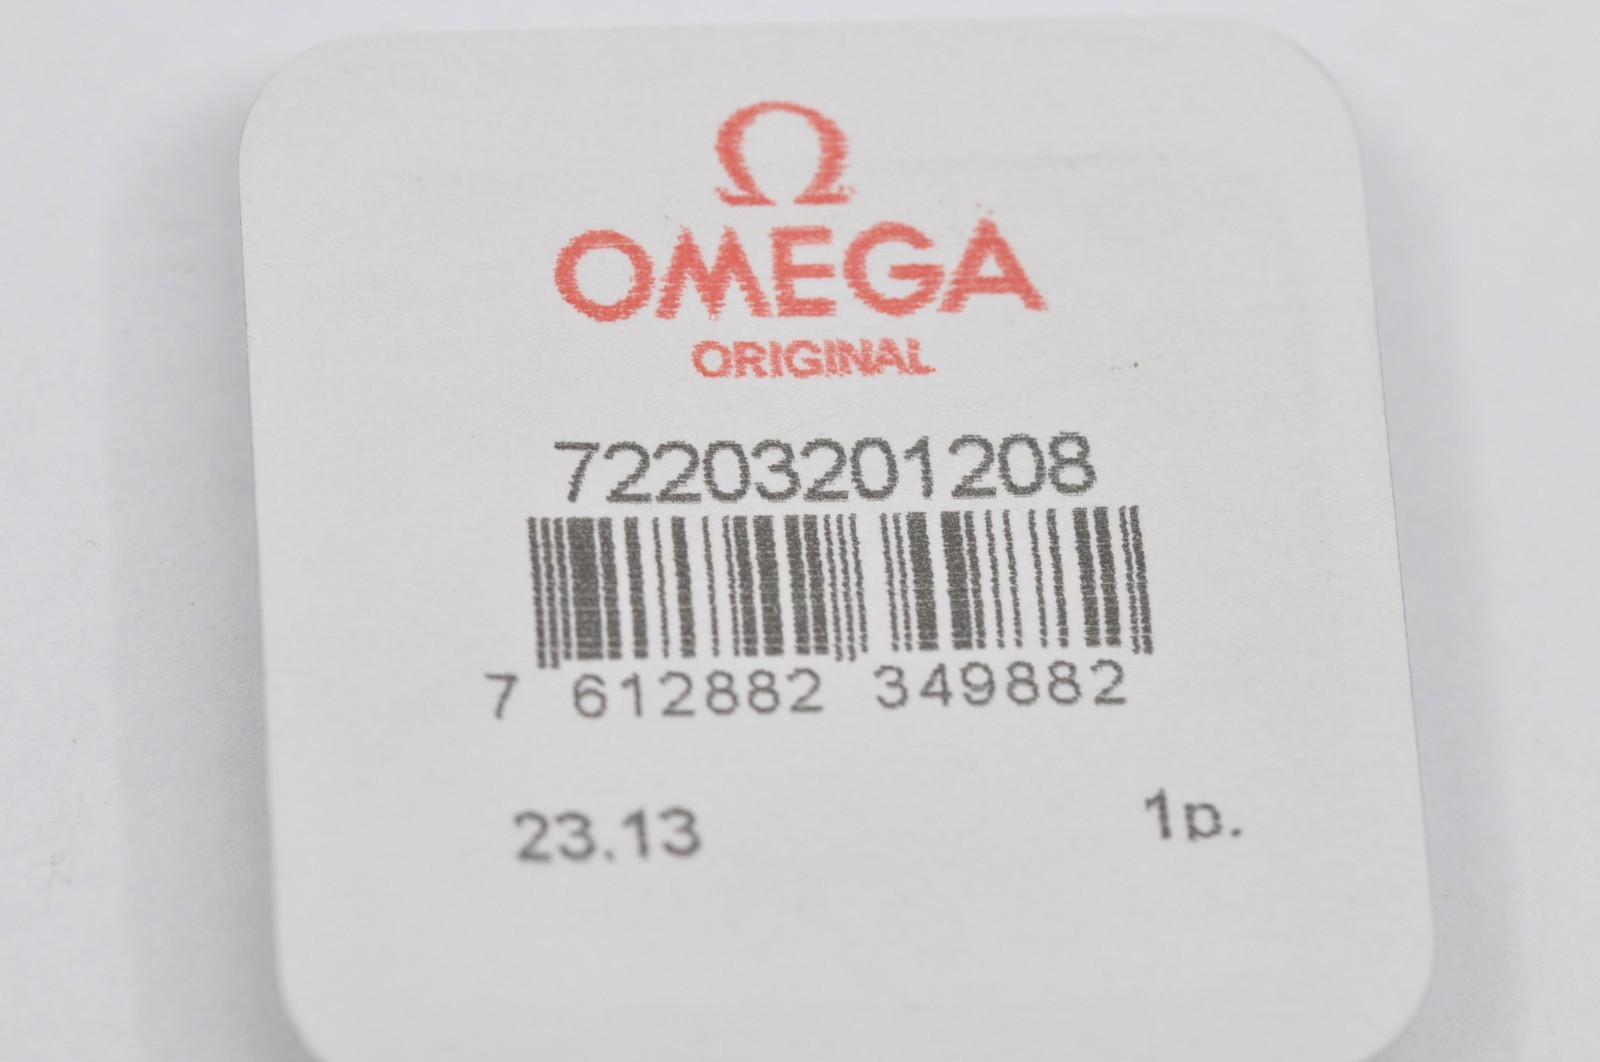 Ω
OMEGA
ORIGINAL
72203201208
7 612882 349882
23.13 1p.